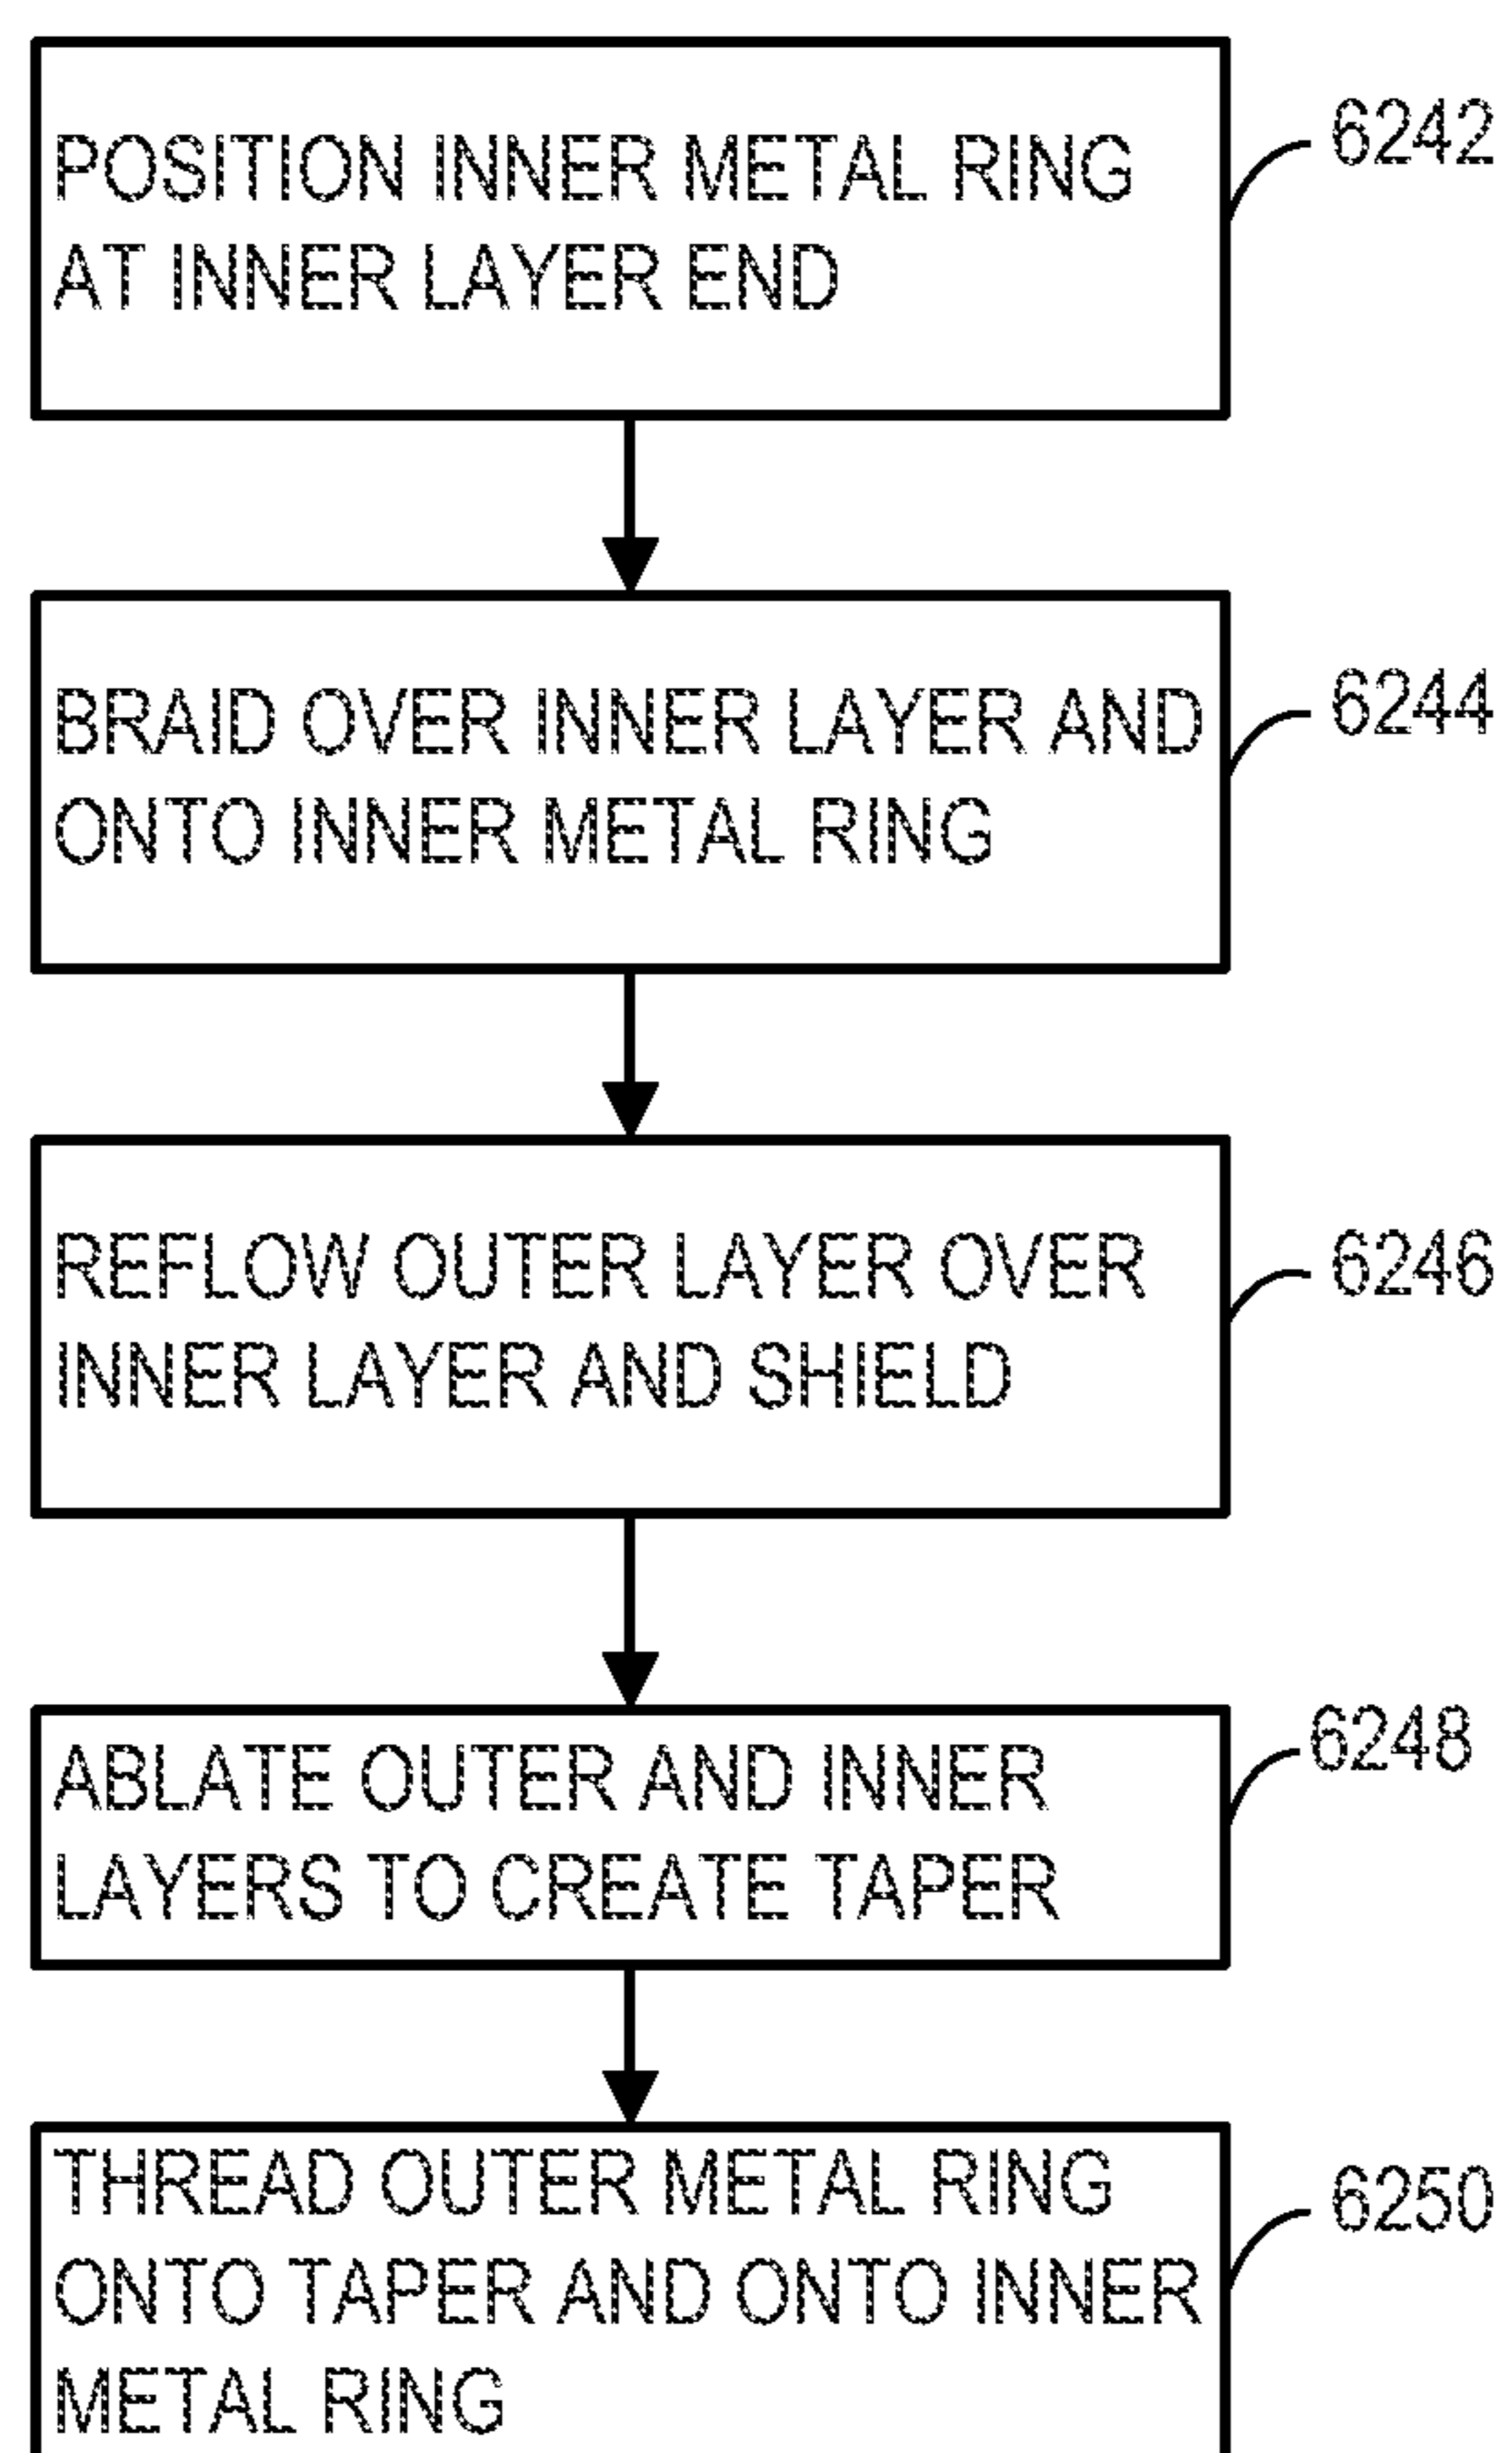 POSITION INNER METAL RING
AT INNER LAYER END
6242
BRAID OVER INNER LAYER AND
ONTO INNER METAL RING
6244
REFLOW OUTER LAYER OVER
INNER LAYER AND SHIELD
6246
ABLATE OUTER AND INNER
LAYERS TO CREATE TAPER
6248
THREAD OUTER METAL RING
ONTO TAPER AND ONTO INNER
METAL RING
6250